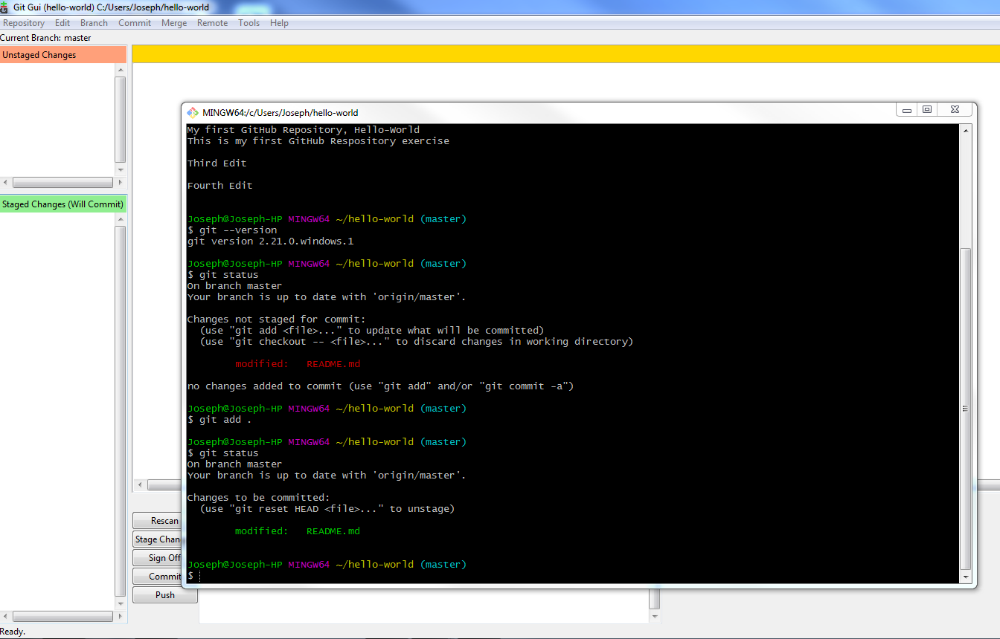 Git Gui (hello-world) C:/Users/Joseph/hello-world
Repository Edit Branch Commit Merge Remote Tools Help
Current Branch: master
Unstaged Changes
Staged Changes (Will Commit)
MINGW64:/c/Users/Joseph/hello-world
My first GitHub Repository, Hello-World
This is my first GitHub Respository exercise
Third Edit
Fourth Edit
Joseph@Joseph-HP MINGW64 ~/hello-world (master)
$ git --version
git version 2.21.0.windows.1
Joseph@Joseph-HP MINGW64 ~/hello-world (master)
$ git status
On branch master
Your branch is up to date with 'origin/master'.
Changes not staged for commit:
(use "git add <file>..." to update what will be committed)
(use "git checkout -- <file>..." to discard changes in working directory)
modified: README.md
no changes added to commit (use "git add" and/or "git commit -a")
Joseph@Joseph-HP MINGW64 ~/hello-world (master)
$ git add .
Joseph@Joseph-HP MINGW64 ~/hello-world (master)
$ git status
On branch master
Your branch is up to date with 'origin/master'.
Changes to be committed:
(use "git reset HEAD <file>..." to unstage)
modified: README.md
Joseph@Joseph-HP MINGW64 ~/hello-world (master)
$
Rescan
Stage Chan
Sign Off
Commit
Push
Ready.